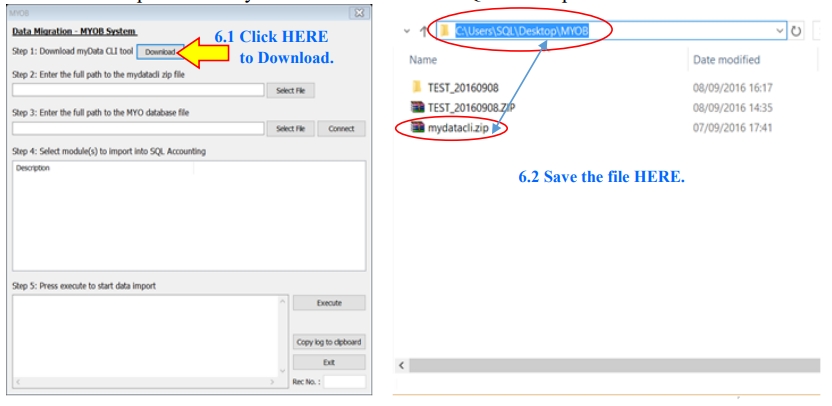 MYOB
Data Migration - MYOB System
Step 1: Download myData CLI tool
Download
6.1 Click HERE
to Download.
Step 2: Enter the full path to the mydatacli zip file
Select File
Step 3: Enter the full path to the MYO database file
Select File
Connect
Step 4: Select module(s) to import into SQL Accounting
Description
Step 5: Press execute to start data import
Execute
Copy log to clipboard
Exit
Rec No. :
C:\Users\SQL\Desktop\MYOB
Name
Date modified
TEST_20160908
08/09/2016 16:17
TEST_20160908.ZIP
08/09/2016 14:35
mydatacli.zip
07/09/2016 17:41
6.2 Save the file HERE.